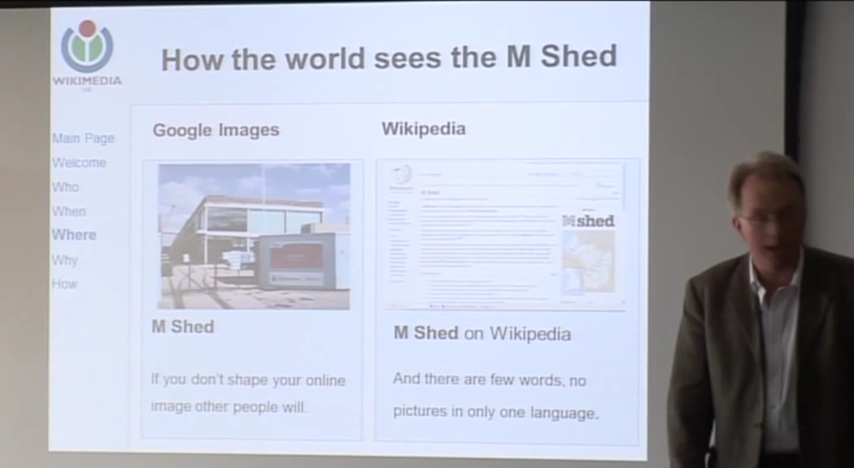 WIKIMEDIA
UK
How the world sees the M Shed
Main Page
Welcome
Who
When
Where
Why
How
Google Images
M Shed
If you don't shape your online
image other people will.
Wikipedia
M shed
M Shed on Wikipedia
And there are few words, no
pictures in only one language.